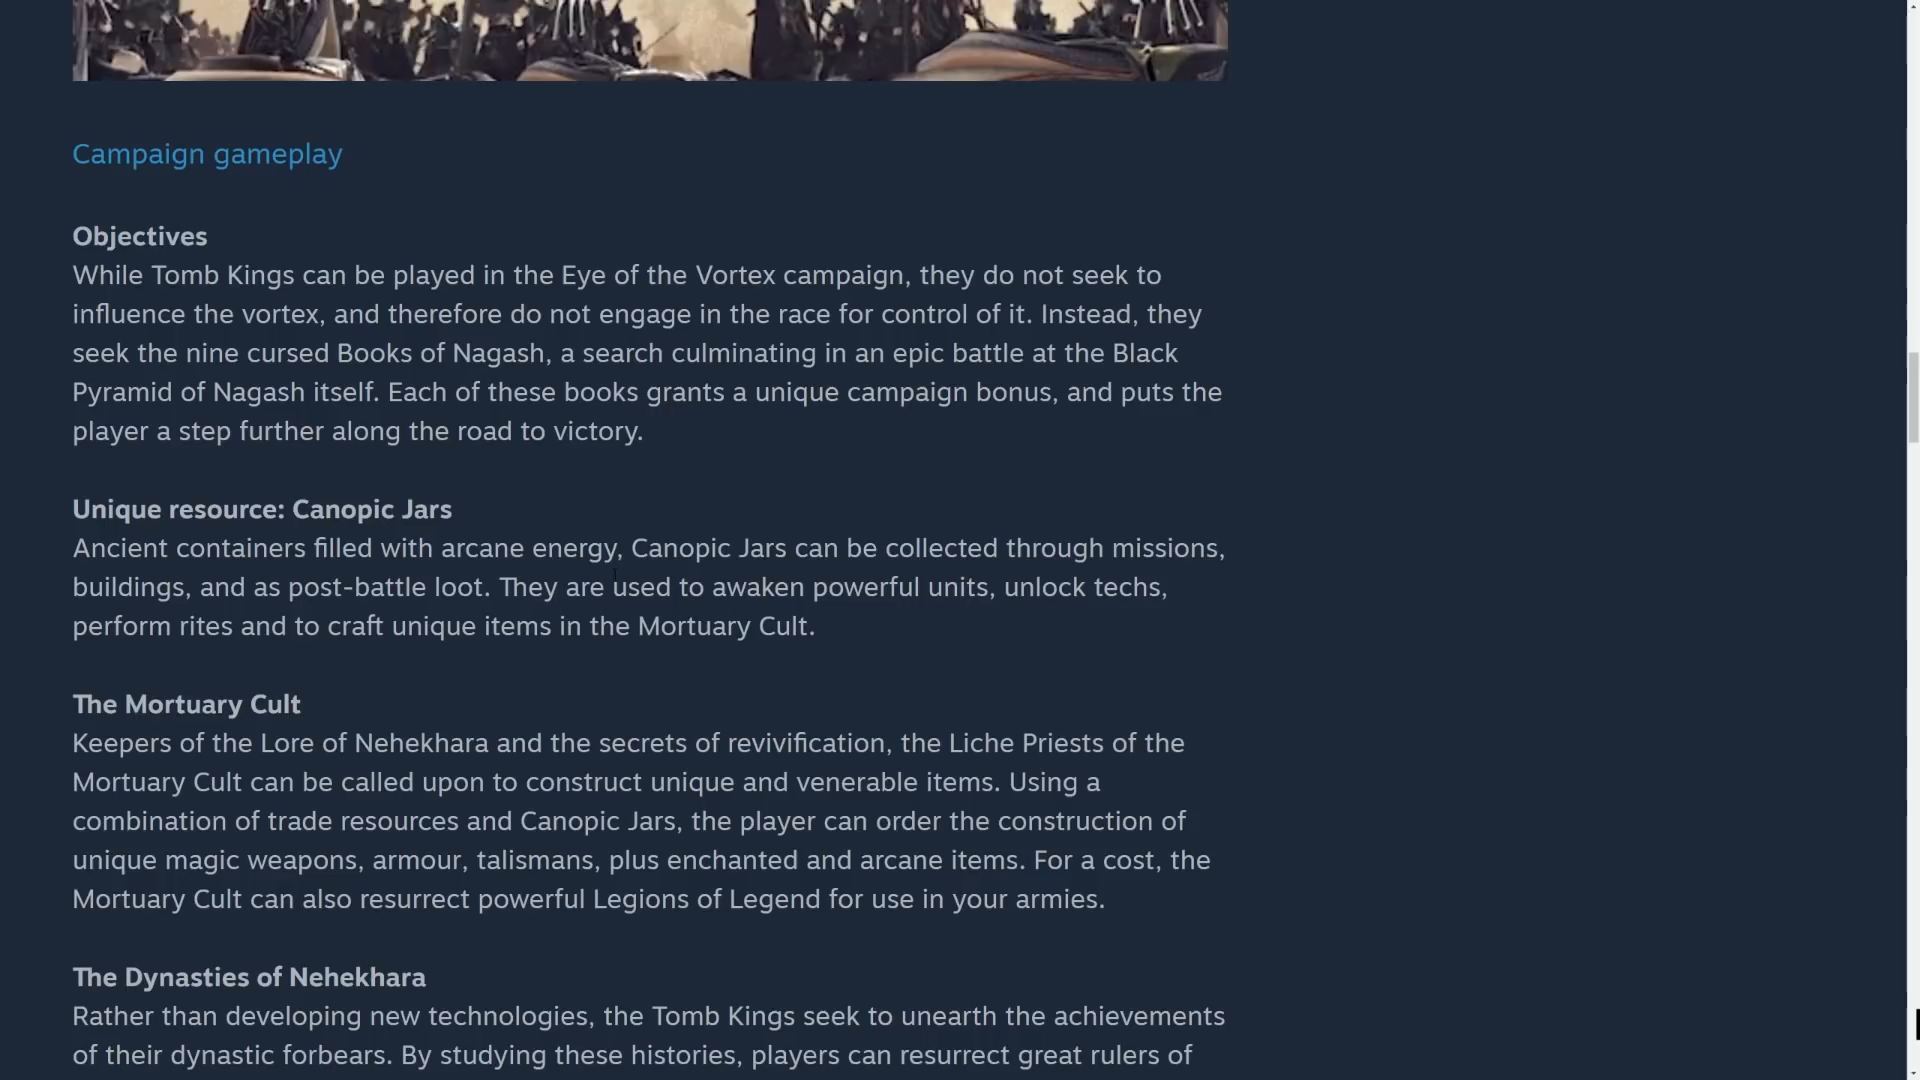 Campaign gameplay
Objectives
While Tomb Kings can be played in the Eye of the Vortex campaign, they do not seek to
influence the vortex, and therefore do not engage in the race for control of it. Instead, they
seek the nine cursed Books of Nagash, a search culminating in an epic battle at the Black
Pyramid of Nagash itself. Each of these books grants a unique campaign bonus, and puts the
player a step further along the road to victory.
Unique resource: Canopic Jars
Ancient containers filled with arcane energy, Canopic Jars can be collected through missions,
buildings, and as post-battle loot. They are used to awaken powerful units, unlock techs,
perform rites and to craft unique items in the Mortuary Cult.
The Mortuary Cult
Keepers of the Lore of Nehekhara and the secrets of revivification, the Liche Priests of the
Mortuary Cult can be called upon to construct unique and venerable items. Using a
combination of trade resources and Canopic Jars, the player can order the construction of
unique magic weapons, armour, talismans, plus enchanted and arcane items. For a cost, the
Mortuary Cult can also resurrect powerful Legions of Legend for use in your armies.
The Dynasties of Nehekhara
Rather than developing new technologies, the Tomb Kings seek to unearth the achievements
of their dynastic forbears. By studying these histories, players can resurrect great rulers of